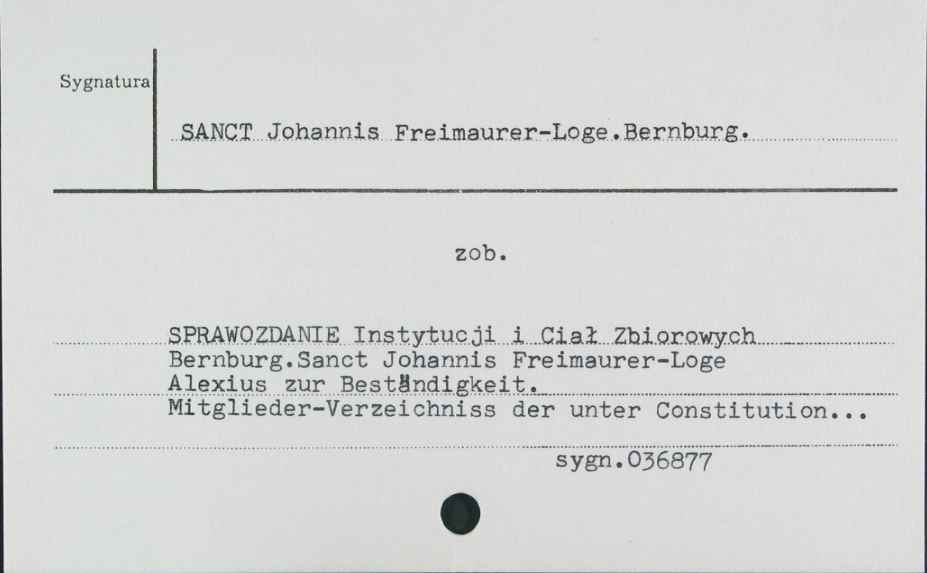 Sygnatura
SANCT Johannis Freimaurer-Loge.Bernburg.
zob.
SPRAWOZDANIE Instytucji i Ciał Zbiorowych
Bernburg.Sanct Johannis Freimaurer-Loge
Alexius zur Beständigkeit.
Mitglieder-Verzeichniss der unter Constitution...
sygn.036877